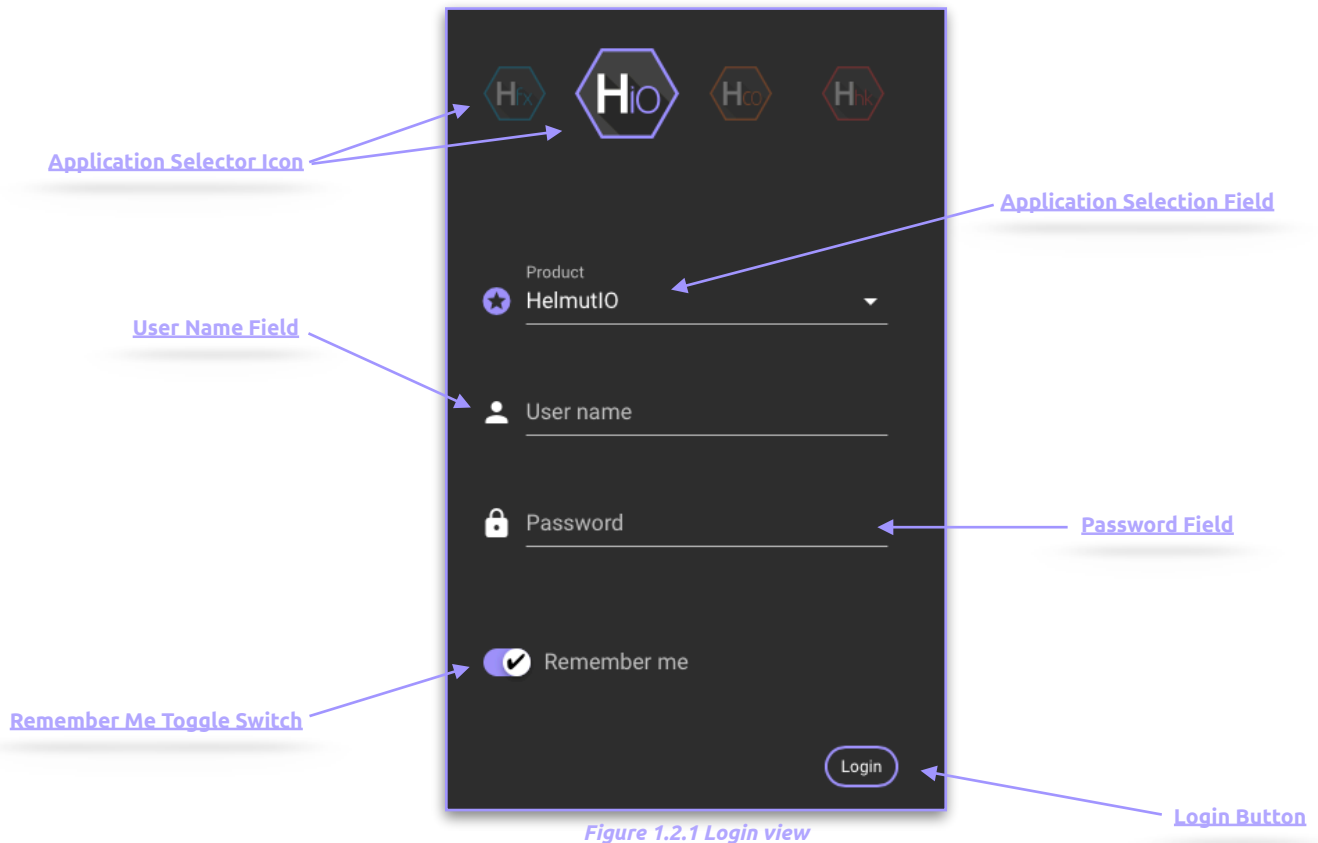 Hfx
HiO
Hco
Hhk
Application Selector Icon
Application Selection Field
Product
HelmutIO
User Name Field
User name
Password
Password Field
Remember me
Remember Me Toggle Switch
Login
Login Button
Figure 1.2.1 Login view